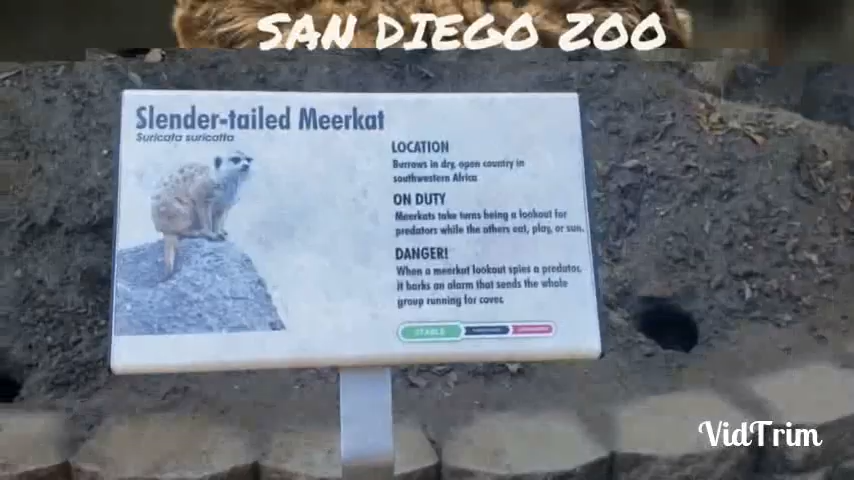 SAN DIEGO ZOO
Slender-tailed Meerkat
Suricata suricatta
LOCATION
Burrows in dry, open country in
southwestern Africa
ON DUTY
Meerkats take turns being a lookout for
predators while the others eat, play, or sun.
DANGER!
When a meerkat lookout spies a predator,
it barks an alarm that sends the whole
group running for cover.
STABLE
VidTrim